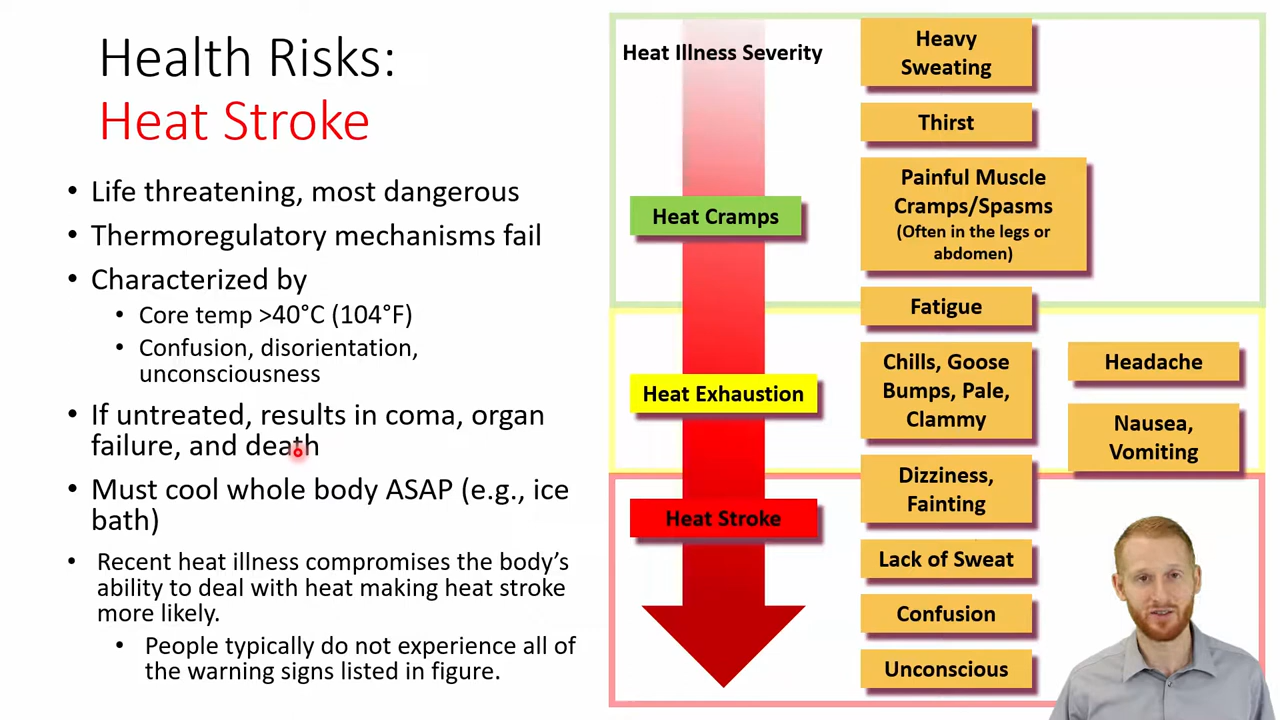 Health Risks:
Heat Stroke
• Life threatening, most dangerous
• Thermoregulatory mechanisms fail
• Characterized by
• Core temp >40°C (104°F)
• Confusion, disorientation,
unconsciousness
• If untreated, results in coma, organ
failure, and death
• Must cool whole body ASAP (e.g., ice
bath)
• Recent heat illness compromises the body’s
ability to deal with heat making heat stroke
more likely.
• People typically do not experience all of
the warning signs listed in figure.
Heat Illness Severity
Heat Cramps
Heat Exhaustion
Heat Stroke
Heavy
Sweating
Thirst
Painful Muscle
Cramps/Spasms
(Often in the legs or
abdomen)
Fatigue
Chills, Goose
Bumps, Pale,
Clammy
Headache
Nausea,
Vomiting
Dizziness,
Fainting
Lack of Sweat
Confusion
Unconscious